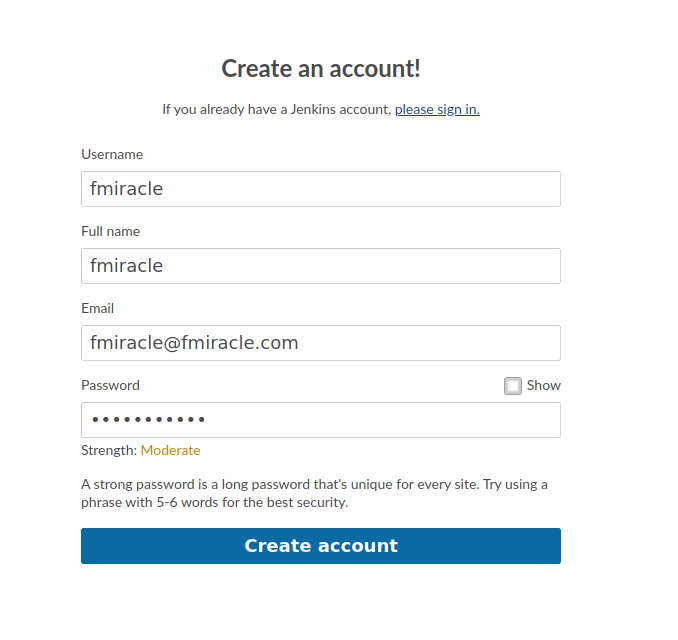 Create an account!
If you already have a Jenkins account, please sign in.
Username
fmiracle
Full name
fmiracle
Email
fmiracle@fmiracle.com
Password Show
•••••••••••
Strength: Moderate
A strong password is a long password that's unique for every site. Try using a
phrase with 5-6 words for the best security.
Create account